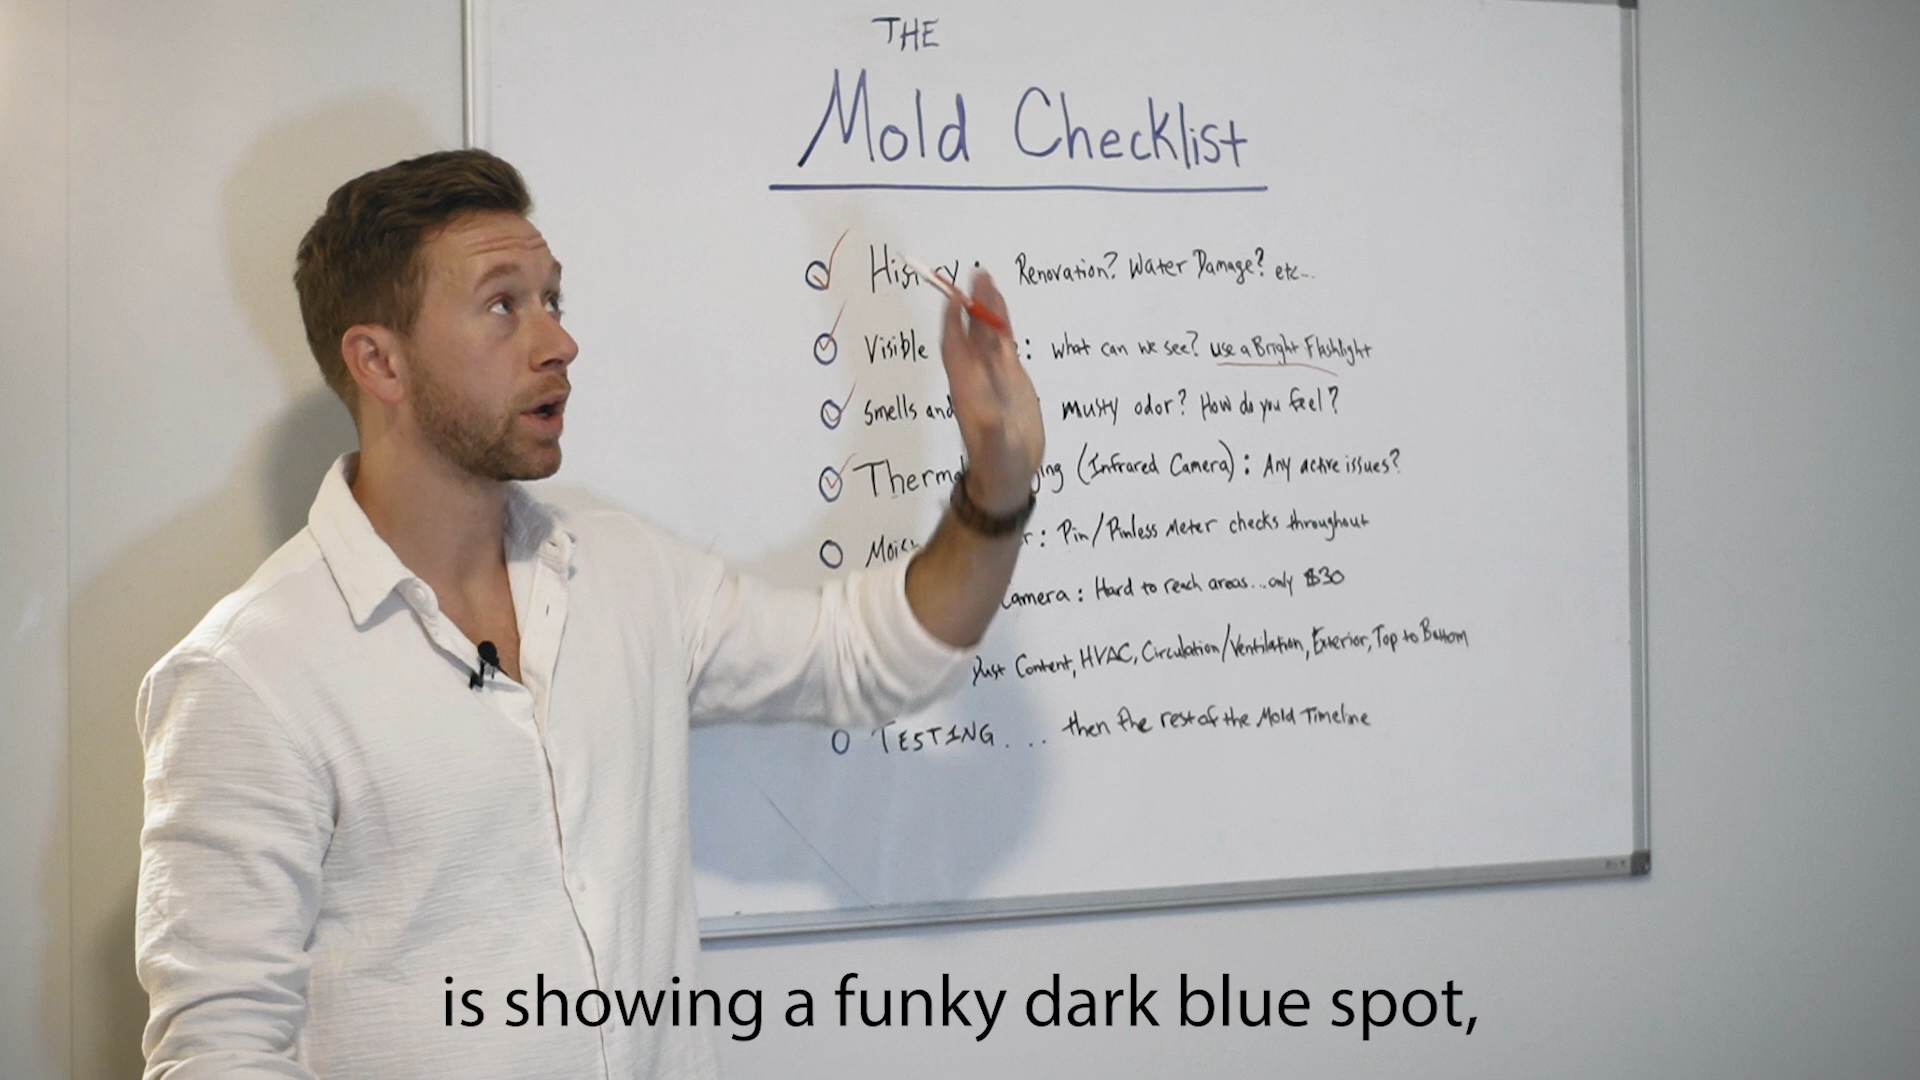 THE
Mold Checklist
History: Renovation? Water Damage? etc...
Visible : what can we see? use a Bright Flashlight
Smells and musty odor? How do you feel?
(Infrared Camera): Any active issues?
: Pin/Pinless Meter checks throughout
Camera: Hard to reach areas...only $30
Dust Content, HVAC, Circulation/Ventilation, Exterior, Top to Bottom
TESTING.... then the rest of the Mold Timeline
is showing a funky dark blue spot,